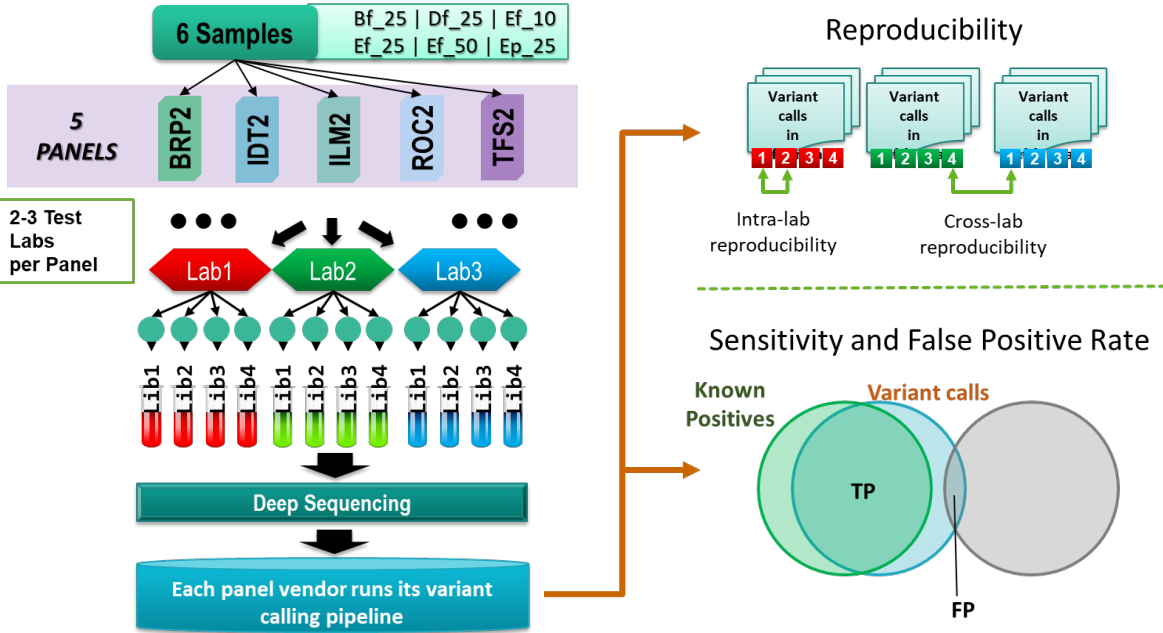 6 Samples
Bf_25 | Df_25 | Ef_10
Ef_25 | Ef_50 | Ep_25
5
PANELS
BRP2
IDT2
ILM2
ROC2
TFS2
2-3 Test
Labs
per Panel
Lab1
Lab2
Lab3
Lib1
Lib2
Lib3
Lib4
Lib1
Lib2
Lib3
Lib4
Lib1
Lib2
Lib3
Lib4
Deep Sequencing
Each panel vendor runs its variant
calling pipeline
Reproducibility
Variant
calls
in
1 2 3 4
Variant
calls
in
1 2 3 4
Variant
calls
in
1 2 3 4
Intra-lab
reproducibility
Cross-lab
reproducibility
Sensitivity and False Positive Rate
Known
Positives
Variant calls
TP
FP